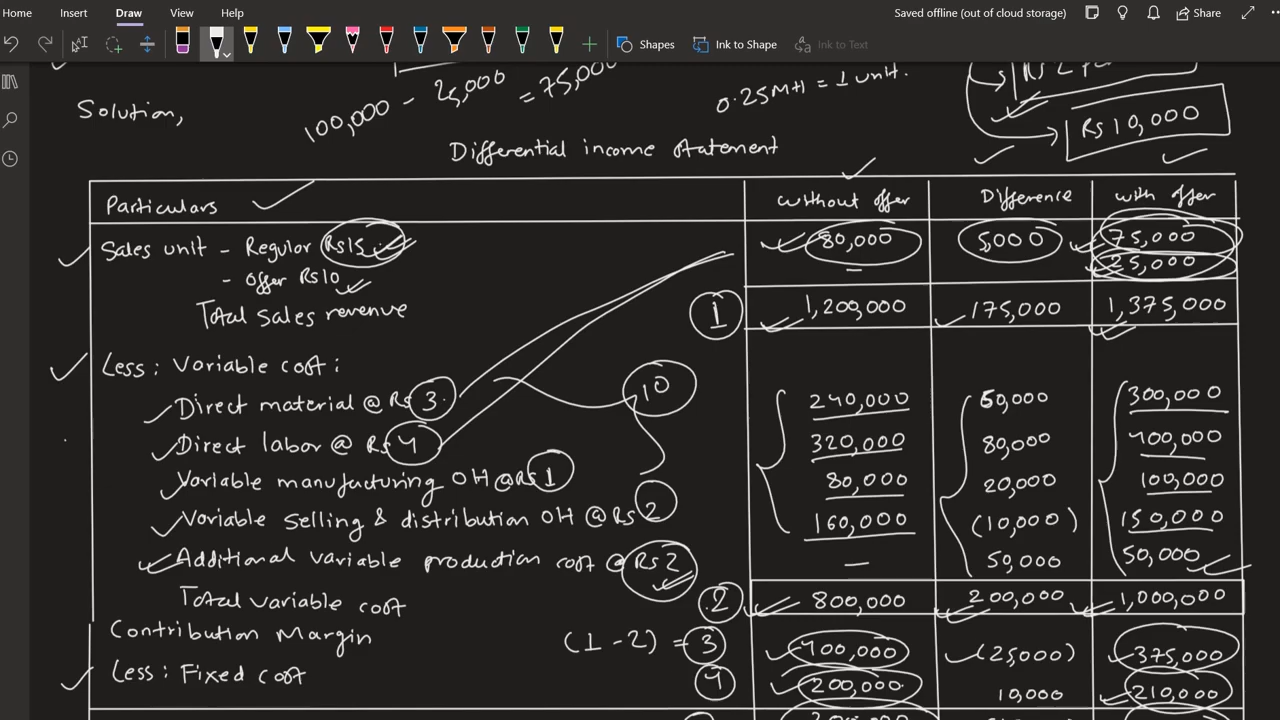 Home Insert Draw View Help Saved offline (out of cloud storage) Share
Shapes Ink to Shape Ink to Text
100,000 - 25,000 = 75,000
0.25 MH = 1 unit.
Solution,
Rs 10,000
Differential income statement
Particulars without offer Difference with offer
Sales unit - Regular Rs15 80,000 5,000 75,000
- Offer Rs10 - 25,000
Total sales revenue 1 1,200,000 175,000 1,375,000
Less: Variable cost:
Direct material @ Rs 3 10 240,000 60,000 300,000
Direct labor @ Rs 4 320,000 80,000 400,000
Variable manufacturing OH @ Rs 1 80,000 20,000 100,000
Variable selling & distribution OH @ Rs 2 160,000 (10,000) 150,000
Additional variable production cost @ Rs 2 - 50,000 50,000
Total variable cost 2 800,000 200,000 1,000,000
Contribution Margin (1-2) = 3 400,000 (25,000) 375,000
Less: Fixed cost 4 200,000 10,000 210,000